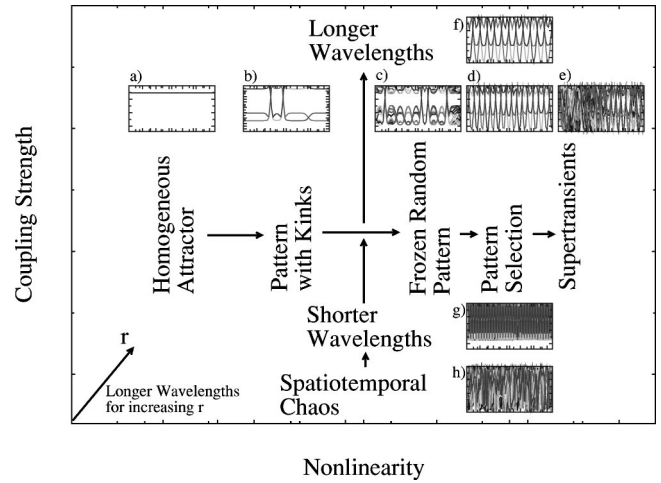 Longer
Wavelengths
f)
a)
b)
c)
d)
e)
Coupling Strength
Homogeneous
Attractor
Pattern
with Kinks
Frozen Random
Pattern
Pattern
Selection
Supertransients
Shorter
Wavelengths
g)
r
Longer Wavelengths
for increasing r
Spatiotemporal
Chaos
h)
Nonlinearity